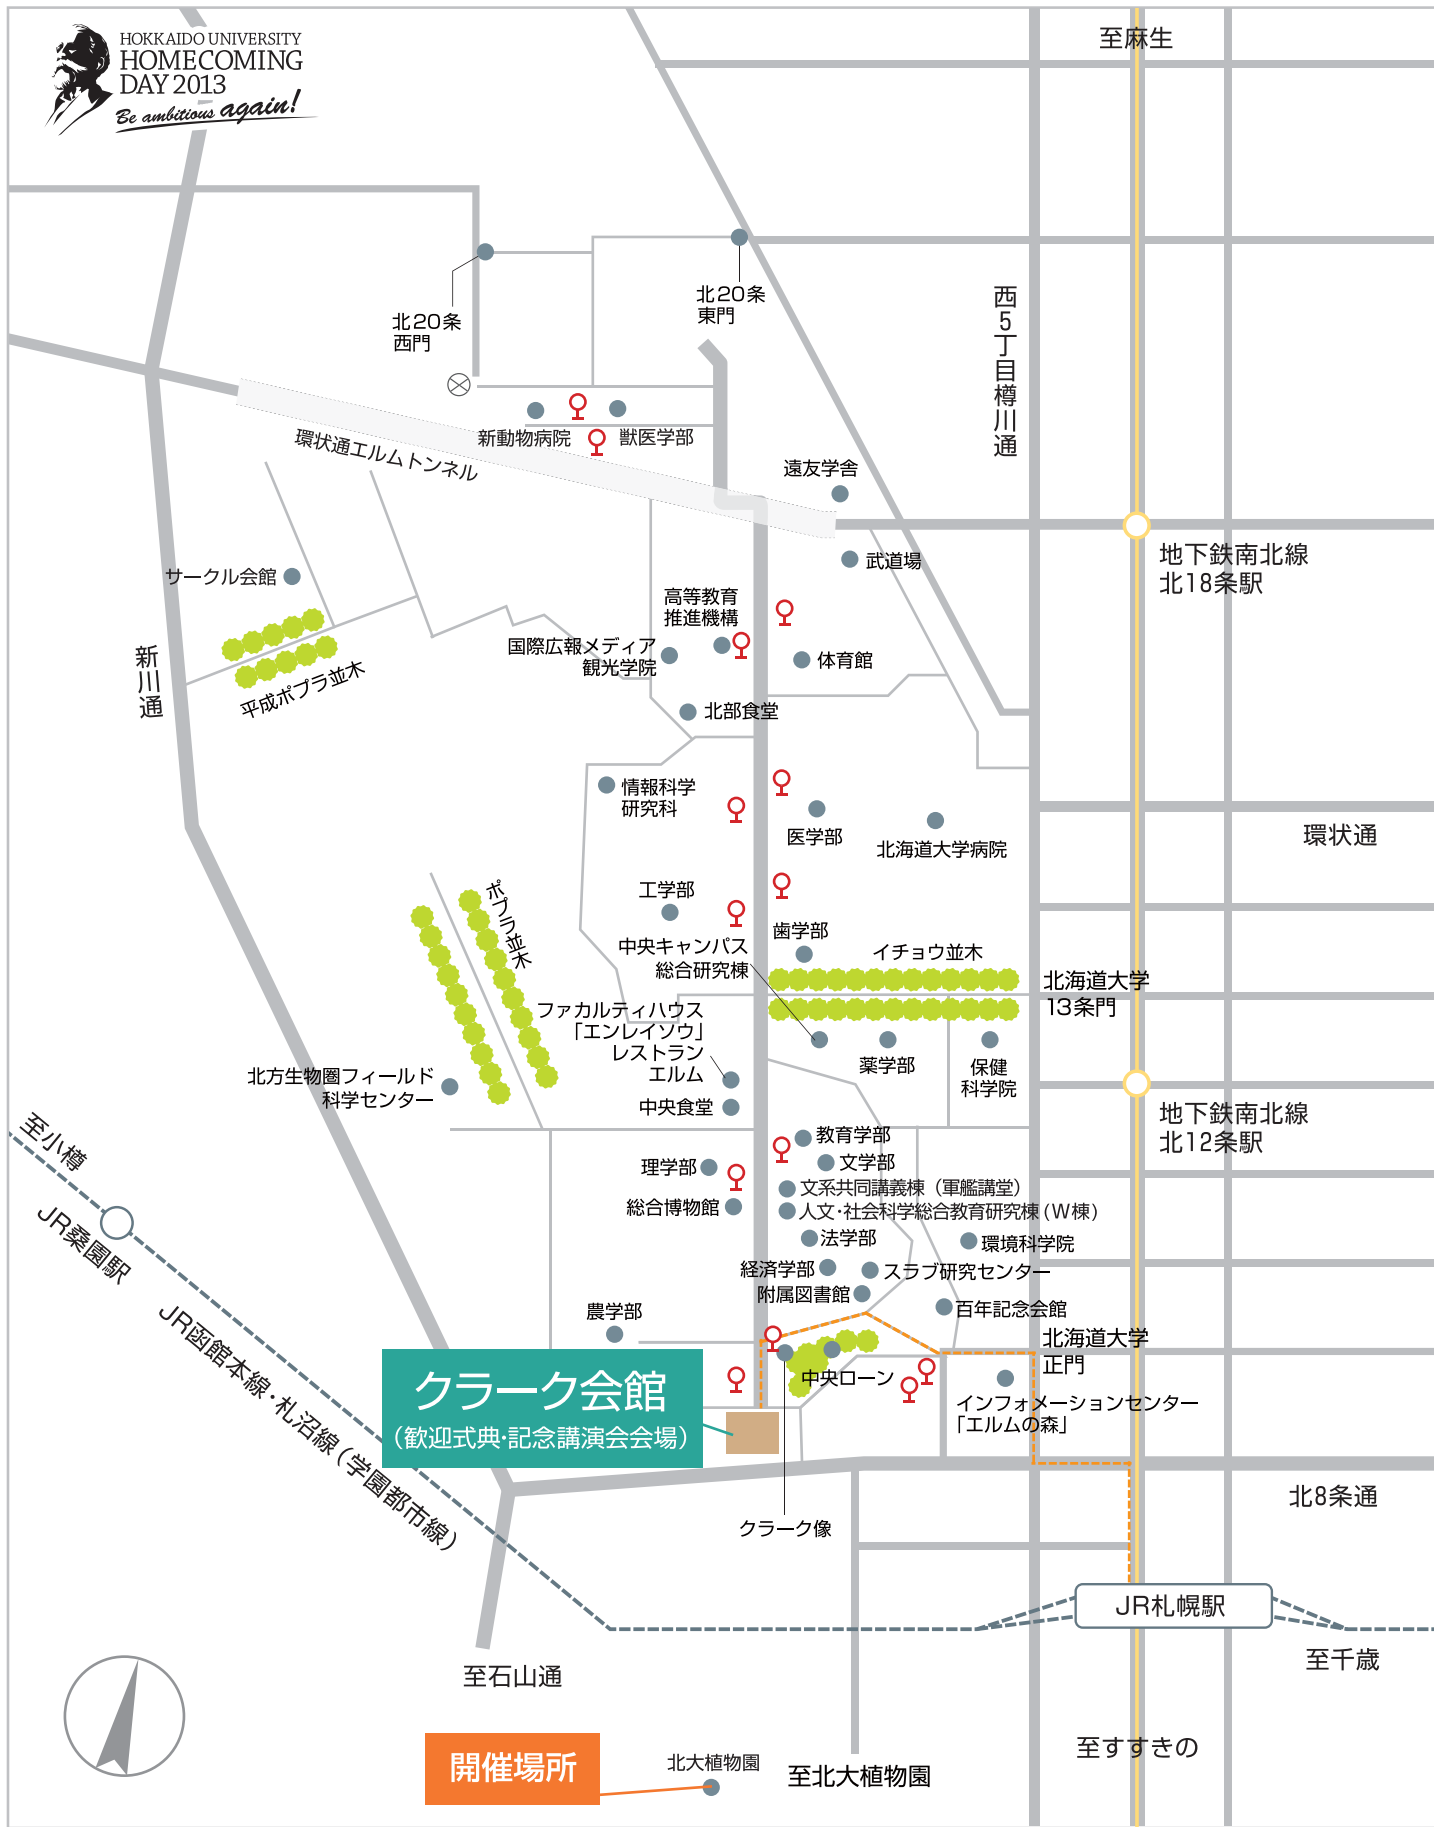 HOKKAIDO UNIVERSITY
HOMECOMING
DAY 2013
Be ambitious again!
至麻生
北20条
西門
北20条
東門
西5丁目樽川通
新動物病院
獣医学部
環状通エルムトンネル
遠友学舎
武道場
地下鉄南北線
北18条駅
サークル会館
高等教育
推進機構
国際広報メディア
観光学院
体育館
新川通
平成ポプラ並木
北部食堂
情報科学
研究科
医学部
北海道大学病院
環状通
工学部
ポプラ並木
歯学部
中央キャンパス
総合研究棟
イチョウ並木
北海道大学
13条門
ファカルティハウス
「エンレイソウ」
レストラン
エルム
薬学部
保健
科学院
北方生物圏フィールド
科学センター
中央食堂
地下鉄南北線
北12条駅
至小樽
教育学部
理学部
文学部
文系共同講義棟（軍艦講堂）
総合博物館
人文・社会科学総合教育研究棟(W棟)
JR桑園駅
法学部
環境科学院
経済学部
スラブ研究センター
附属図書館
百年記念会館
農学部
北海道大学
正門
JR函館本線・札沼線(学園都市線)
クラーク会館
(歓迎式典・記念講演会会場)
中央ローン
インフォメーションセンター
「エルムの森」
北8条通
クラーク像
JR札幌駅
至千歳
至石山通
至すすきの
開催場所
北大植物園
至北大植物園